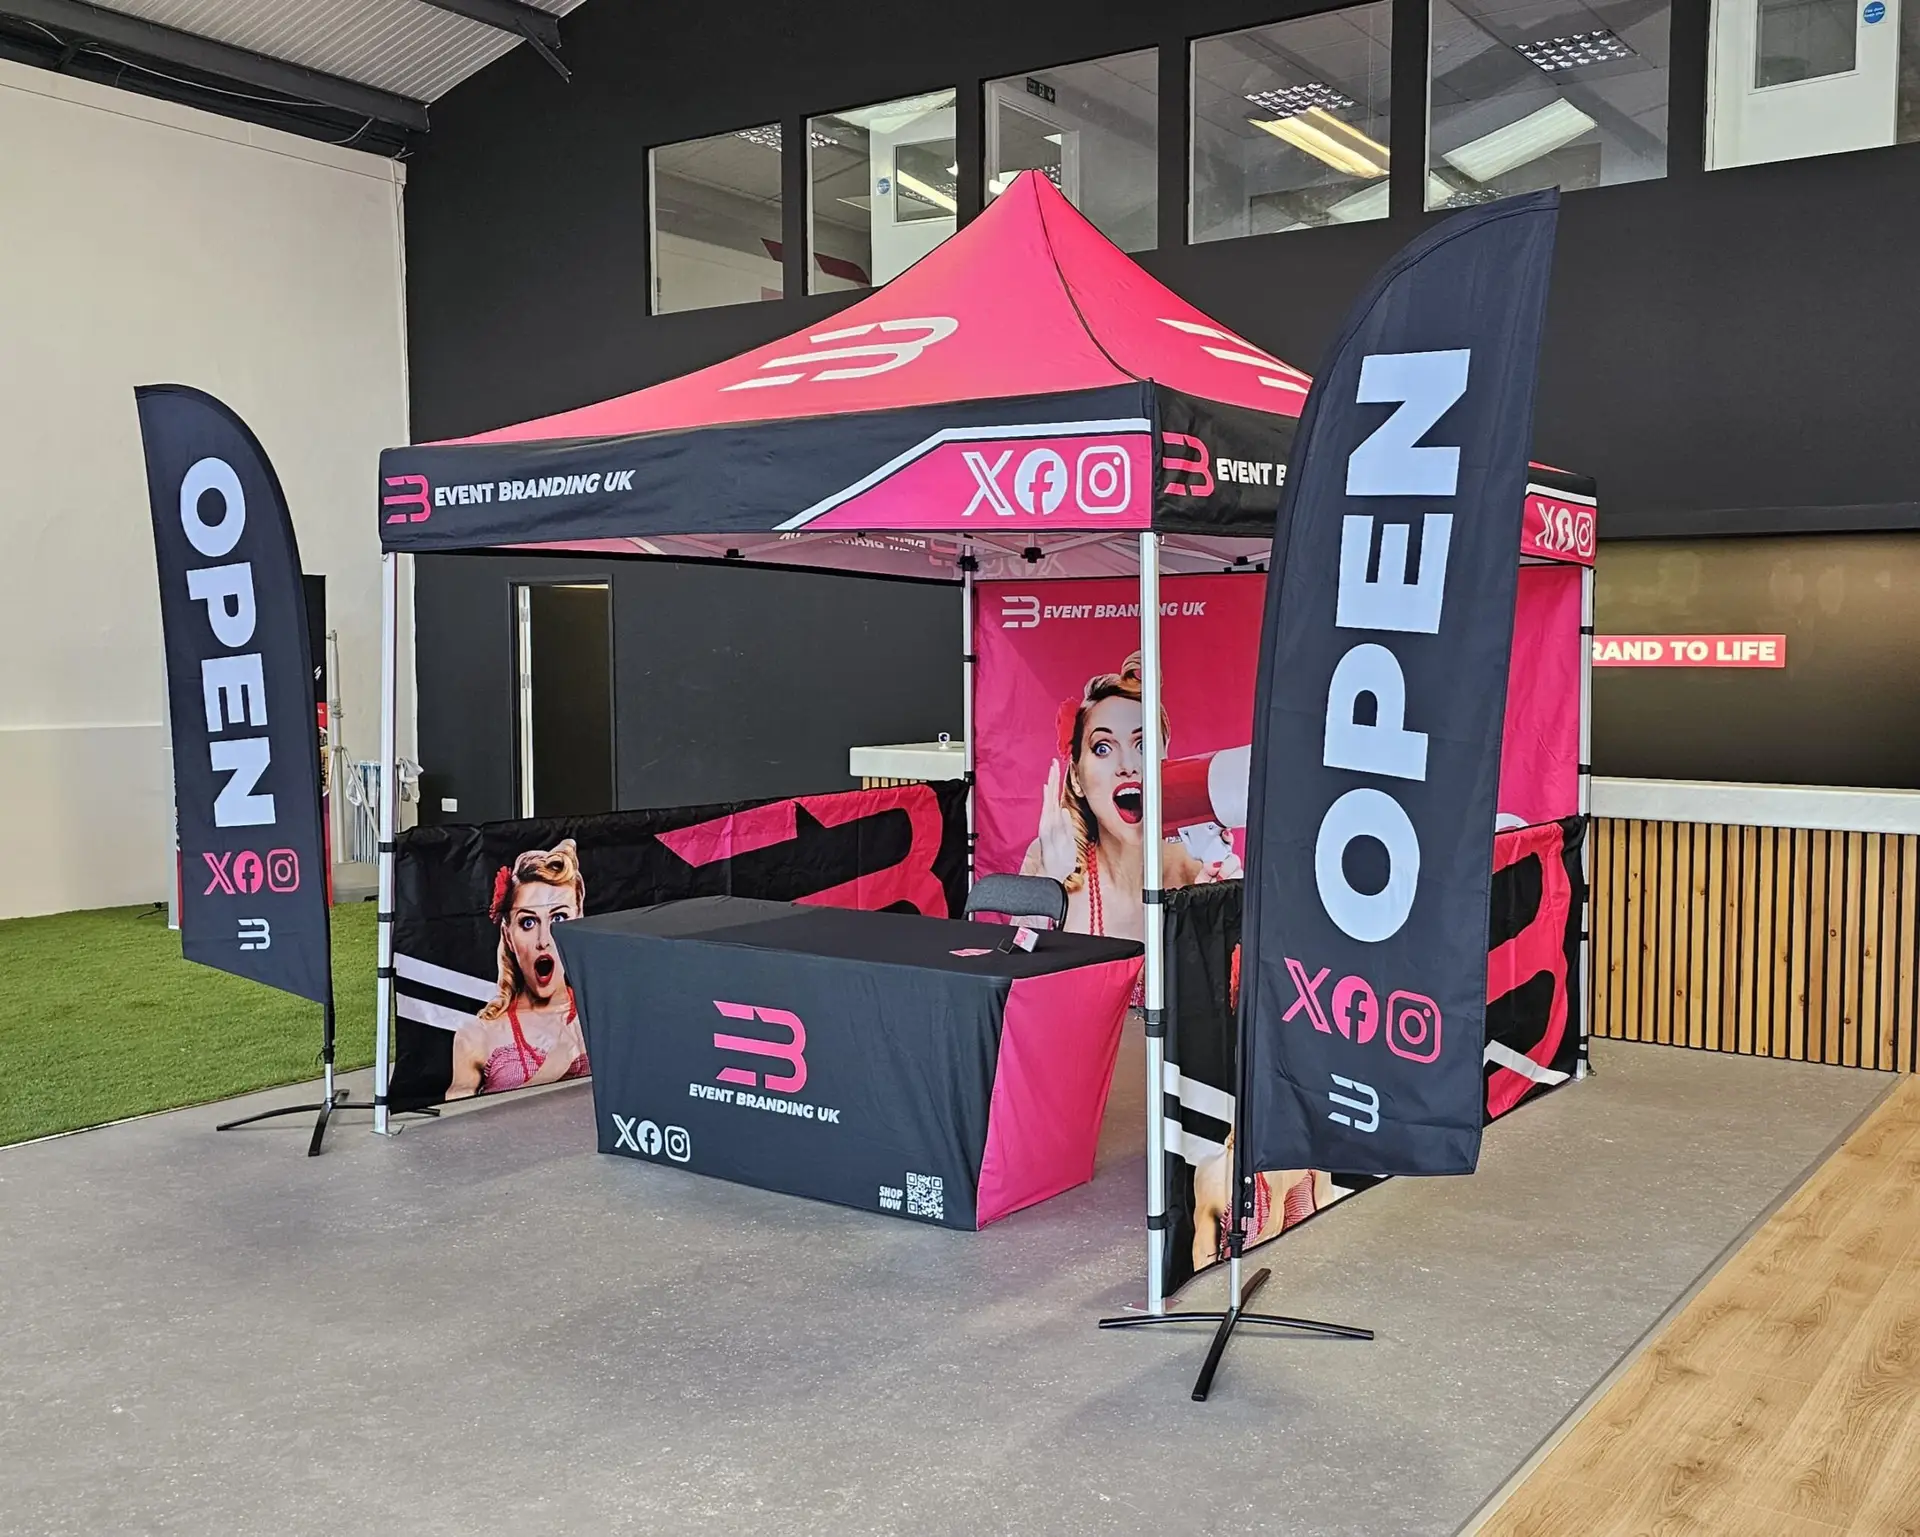 OPEN
EVENT BRANDING UK
EVENT B
EVENT BRANDING UK
RAND TO LIFE
OPEN
EVENT BRANDING UK
SHOP
NOW